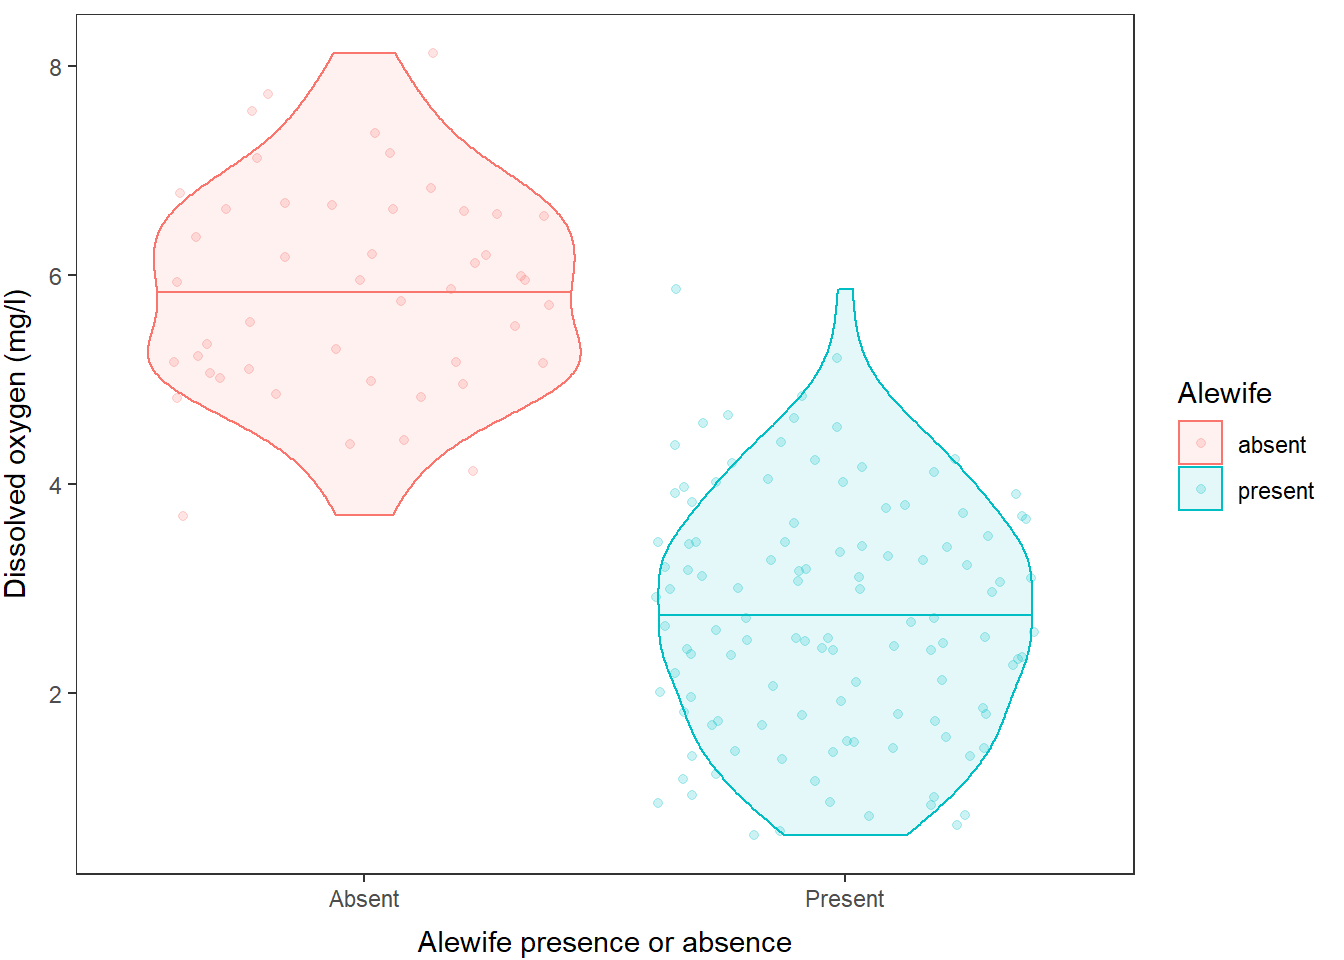 Dissolved oxygen (mg/l)
8
6
4
2
Absent
Present
Alewife presence or absence
Alewife
absent
present